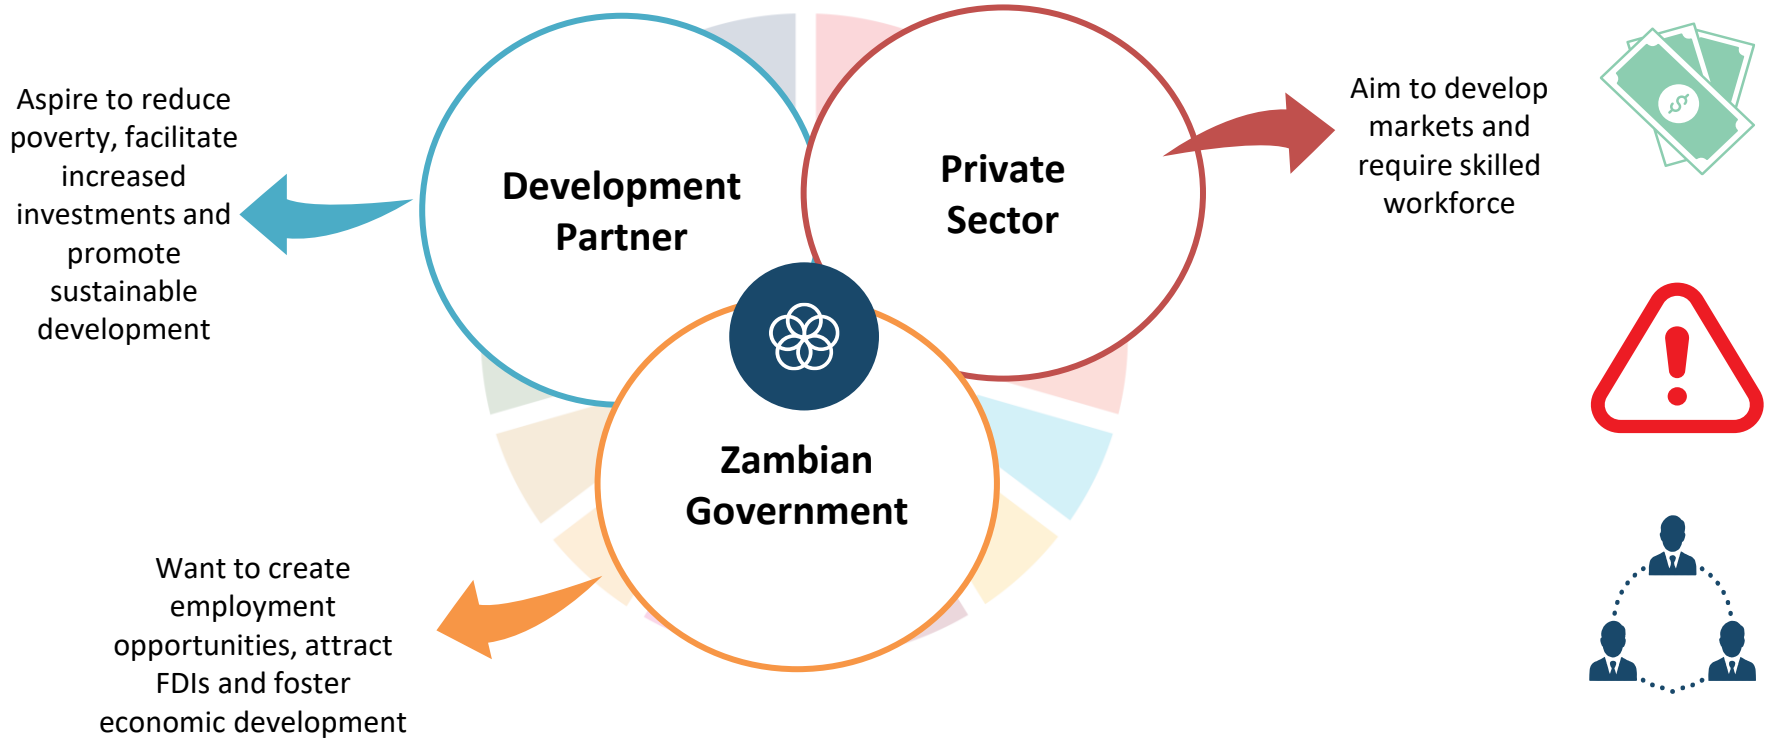 Aspire to reduce
poverty, facilitate
increased
investments and
promote
sustainable
development
Development
Partner
Private
Sector
Aim to develop
markets and
require skilled
workforce
Zambian
Government
Want to create
employment
opportunities, attract
FDIs and foster
economic development
$